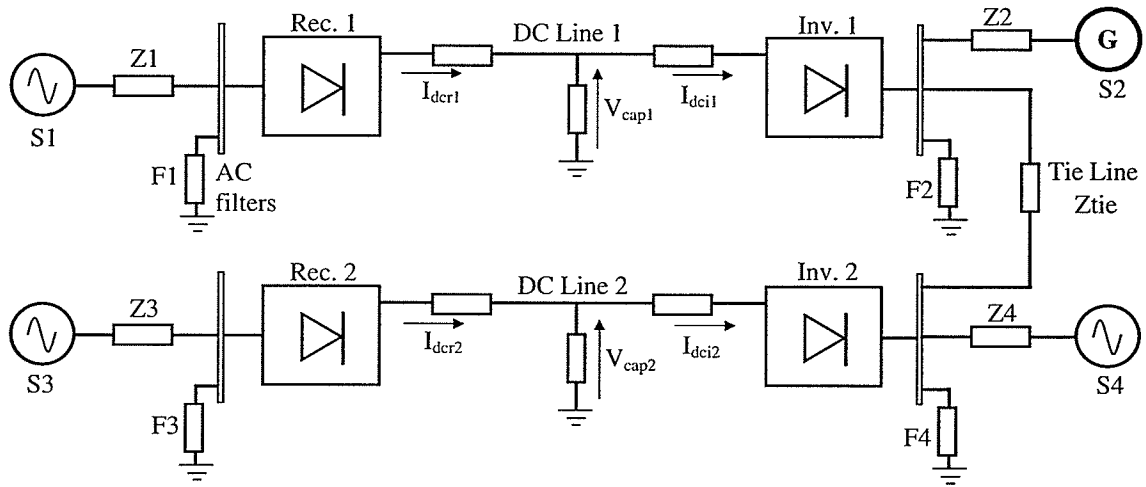 Rec. 1
DC Line 1
Inv. 1
Z1
Z2
G
S1
S2
I_dcr1
I_dci1
V_cap1
F1
AC
filters
F2
Tie Line
Ztie
Rec. 2
DC Line 2
Inv. 2
Z3
Z4
S3
S4
I_dcr2
I_dci2
V_cap2
F3
F4